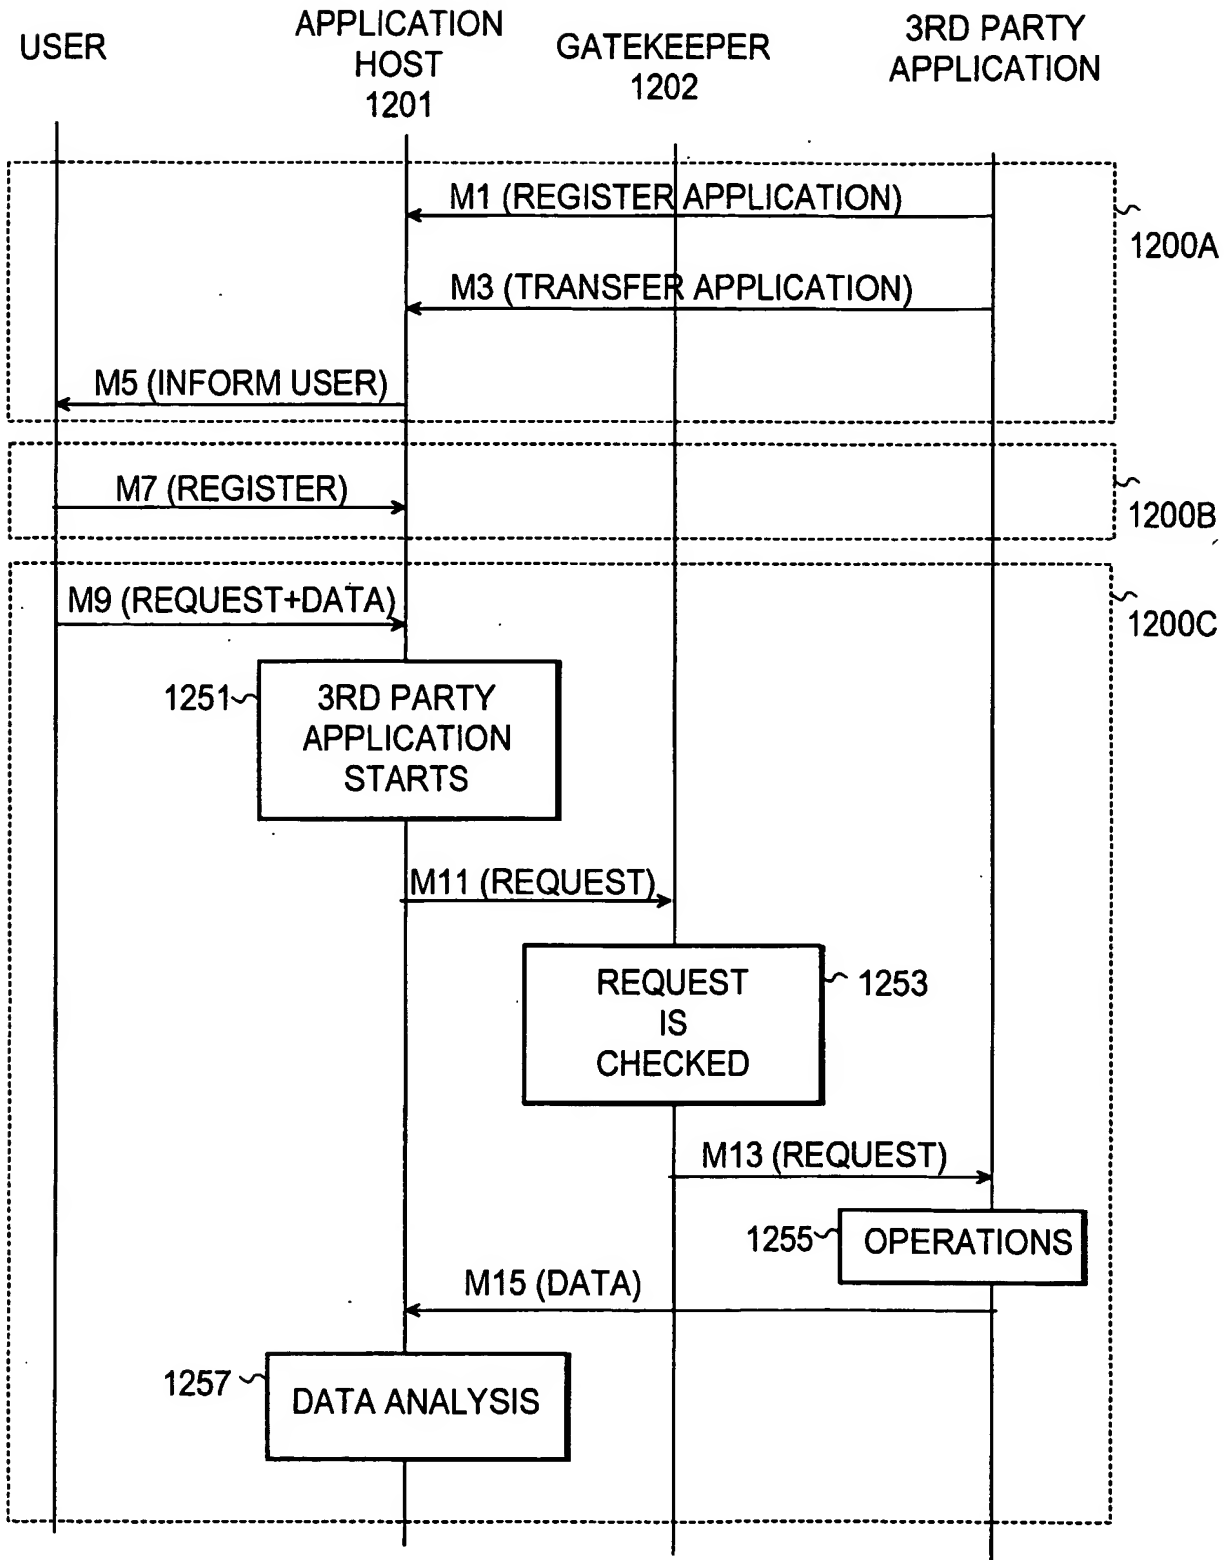 USER
APPLICATION
HOST
1201
GATEKEEPER
1202
3RD PARTY
APPLICATION
M1 (REGISTER APPLICATION)
1200A
M3 (TRANSFER APPLICATION)
M5 (INFORM USER)
M7 (REGISTER)
1200B
M9 (REQUEST+DATA)
1200C
1251
3RD PARTY
APPLICATION
STARTS
M11 (REQUEST)
REQUEST
IS
CHECKED
1253
M13 (REQUEST)
1255
OPERATIONS
M15 (DATA)
1257
DATA ANALYSIS